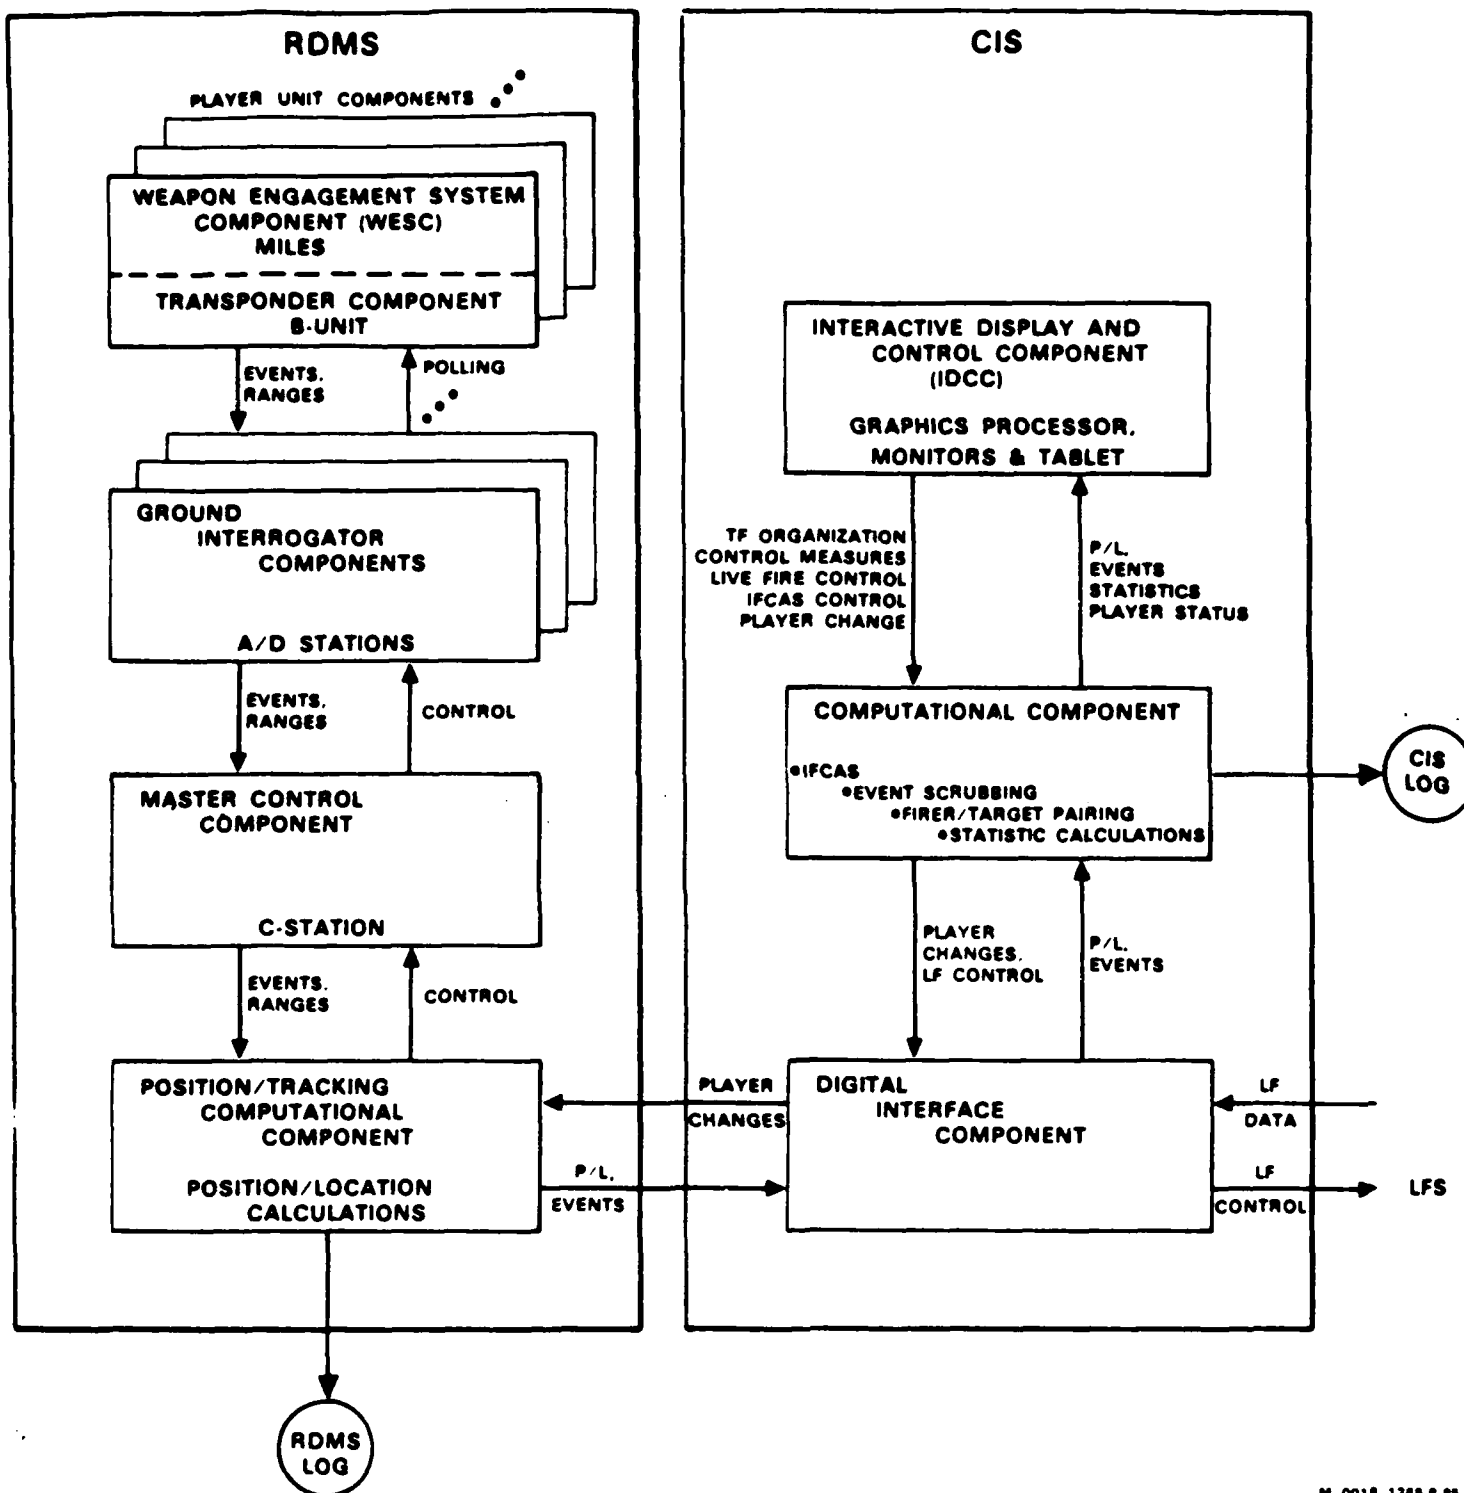 RDMS
PLAYER UNIT COMPONENTS
WEAPON ENGAGEMENT SYSTEM
COMPONENT (WESC)
MILES
TRANSPONDER COMPONENT
B-UNIT
EVENTS,
RANGES
POLLING
GROUND
INTERROGATOR
COMPONENTS
A/D STATIONS
EVENTS,
RANGES
CONTROL
MASTER CONTROL
COMPONENT
C-STATION
EVENTS,
RANGES
CONTROL
POSITION/TRACKING
COMPUTATIONAL
COMPONENT
POSITION/LOCATION
CALCULATIONS
RDMS
LOG
PLAYER
CHANGES
P/L,
EVENTS
CIS
INTERACTIVE DISPLAY AND
CONTROL COMPONENT
(IDCC)
GRAPHICS PROCESSOR,
MONITORS & TABLET
TF ORGANIZATION
CONTROL MEASURES
LIVE FIRE CONTROL
IFCAS CONTROL
PLAYER CHANGE
P/L,
EVENTS
STATISTICS
PLAYER STATUS
COMPUTATIONAL COMPONENT
•IFCAS
•EVENT SCRUBBING
•FIRER/TARGET PAIRING
•STATISTIC CALCULATIONS
CIS
LOG
PLAYER
CHANGES,
LF CONTROL
P/L,
EVENTS
DIGITAL
INTERFACE
COMPONENT
LF
DATA
LF
CONTROL
LFS